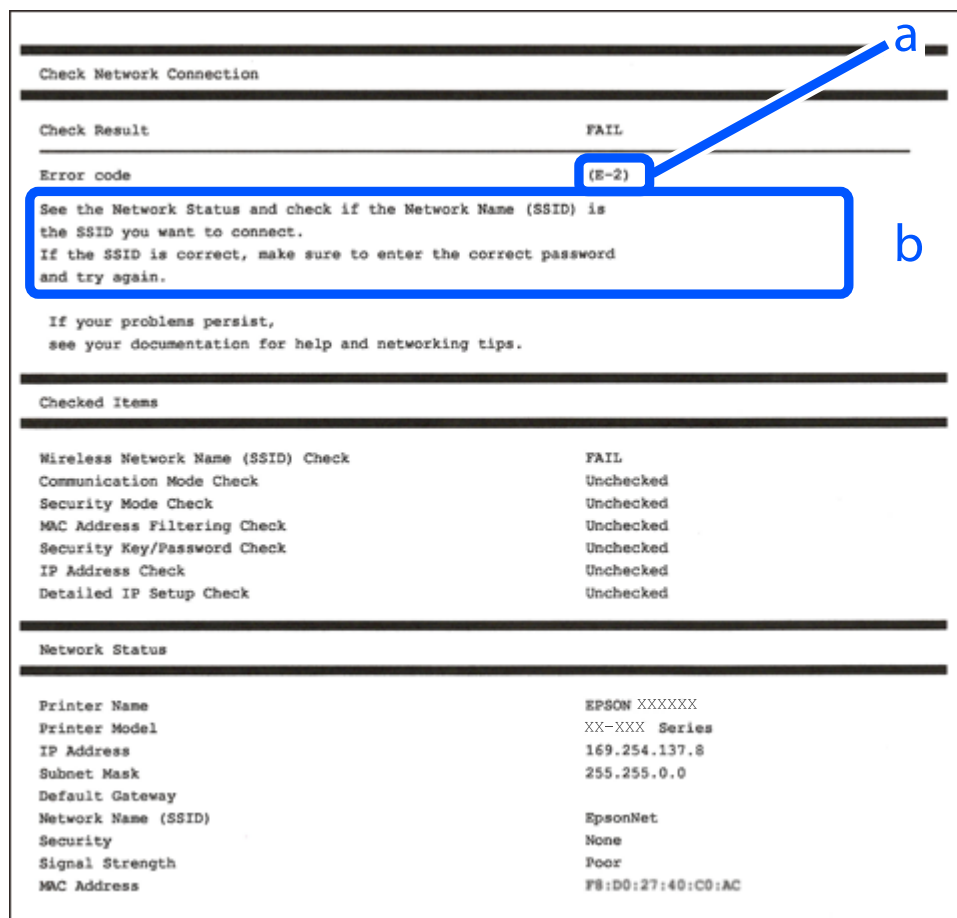 a
Check Network Connection
Check Result FAIL
Error code (E-2)
See the Network Status and check if the Network Name (SSID) is
the SSID you want to connect.
If the SSID is correct, make sure to enter the correct password
and try again.
b
If your problems persist,
see your documentation for help and networking tips.
Checked Items
Wireless Network Name (SSID) Check FAIL
Communication Mode Check Unchecked
Security Mode Check Unchecked
MAC Address Filtering Check Unchecked
Security Key/Password Check Unchecked
IP Address Check Unchecked
Detailed IP Setup Check Unchecked
Network Status
Printer Name EPSON XXXXXX
Printer Model XX-XXX Series
IP Address 169.254.137.8
Subnet Mask 255.255.0.0
Default Gateway
Network Name (SSID) EpsonNet
Security None
Signal Strength Poor
MAC Address F8:D0:27:40:C0:AC